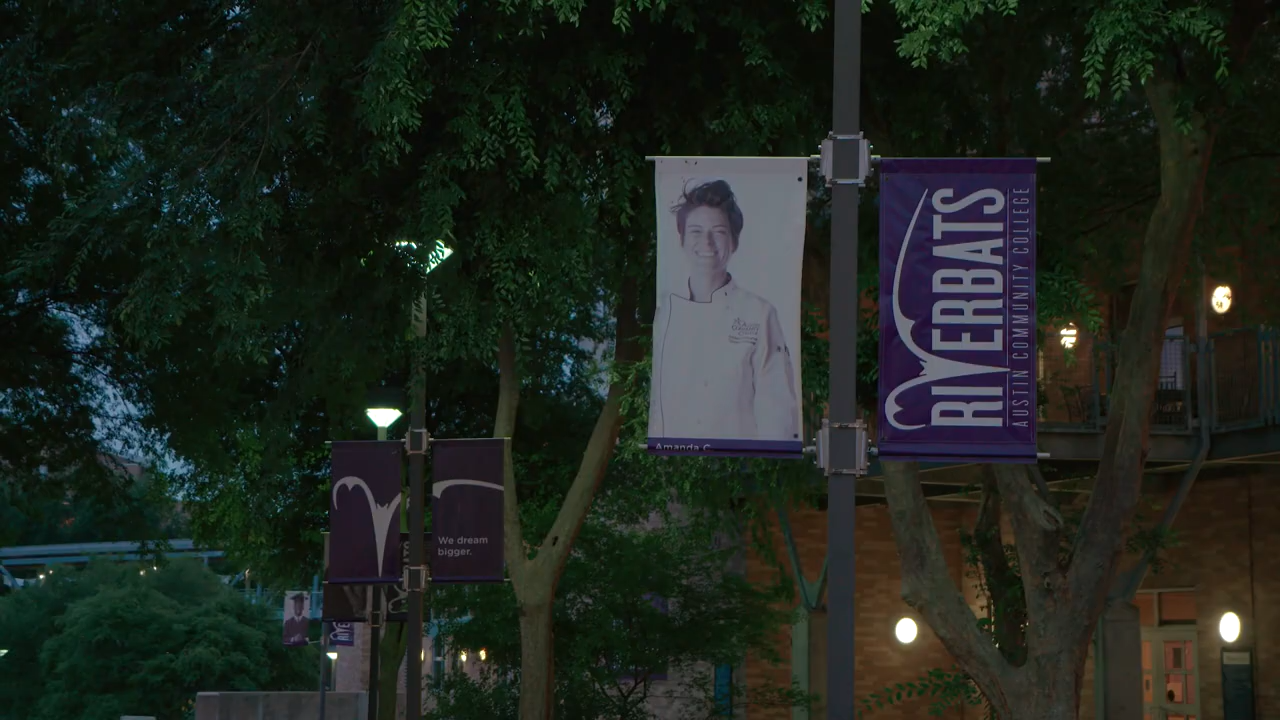 Amanda C
RIVERBATS
AUSTIN COMMUNITY COLLEGE
We dream
bigger.